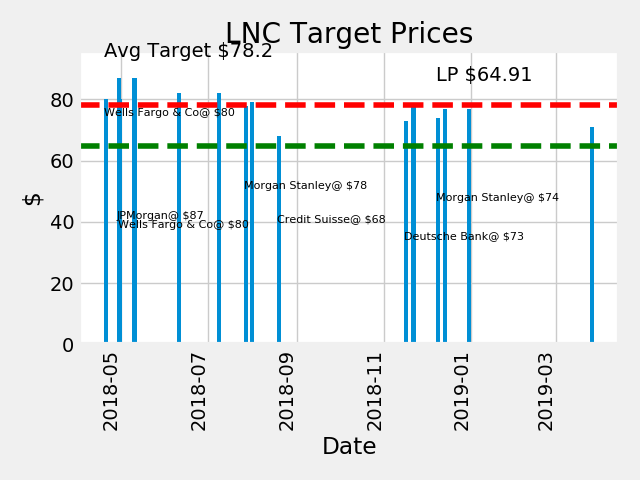 LNC Target Prices
Avg Target $78.2
LP $64.91
80
Wells Fargo & Co@ $80
60
Morgan Stanley@ $78
Morgan Stanley@ $74
$
JPMorgan@ $87
Credit Suisse@ $68
40
Wells Fargo & Co@ $80
Deutsche Bank@ $73
20
0
2018-05
2018-07
2018-09
2018-11
2019-01
2019-03
Date